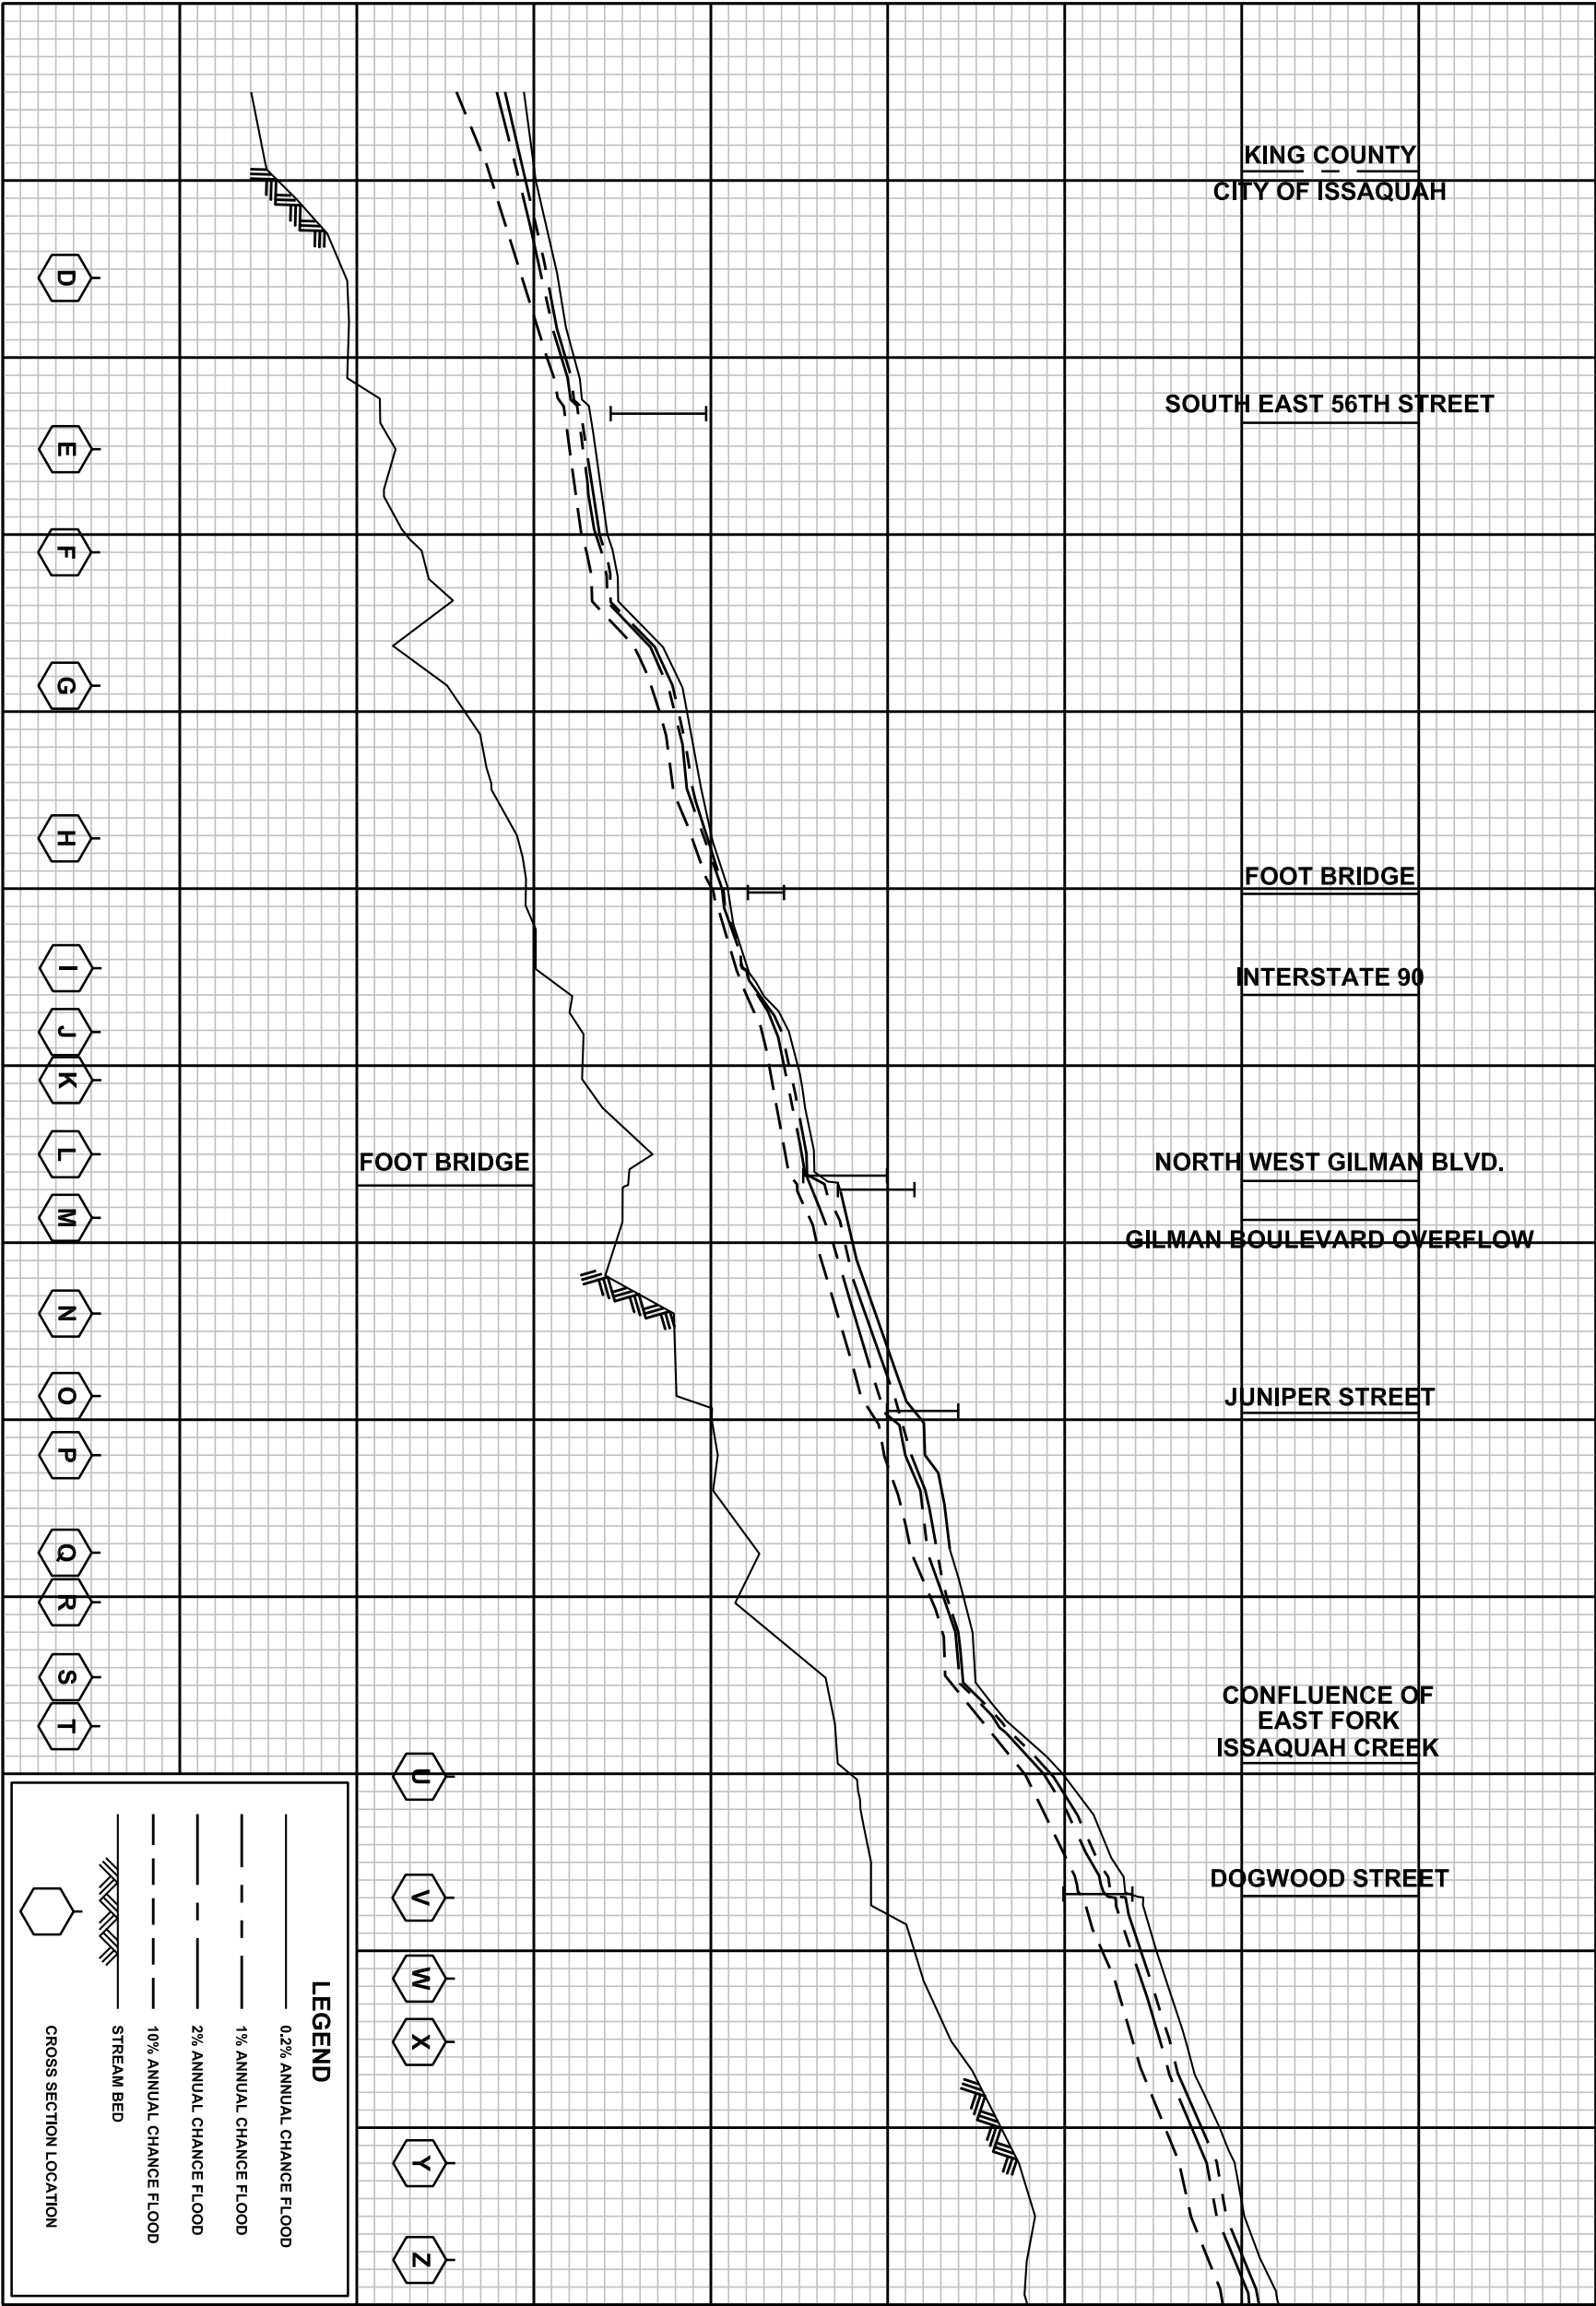 KING COUNTY
CITY OF ISSAQUAH
SOUTH EAST 56TH STREET
FOOT BRIDGE
INTERSTATE 90
FOOT BRIDGE
NORTH WEST GILMAN BLVD.
GILMAN BOULEVARD OVERFLOW
JUNIPER STREET
CONFLUENCE OF
EAST FORK
ISSAQUAH CREEK
DOGWOOD STREET
D
E
F
G
H
I
J
K
L
M
N
O
P
Q
R
S
T
U
V
W
X
Y
Z
LEGEND
0.2% ANNUAL CHANCE FLOOD
1% ANNUAL CHANCE FLOOD
2% ANNUAL CHANCE FLOOD
10% ANNUAL CHANCE FLOOD
STREAM BED
CROSS SECTION LOCATION